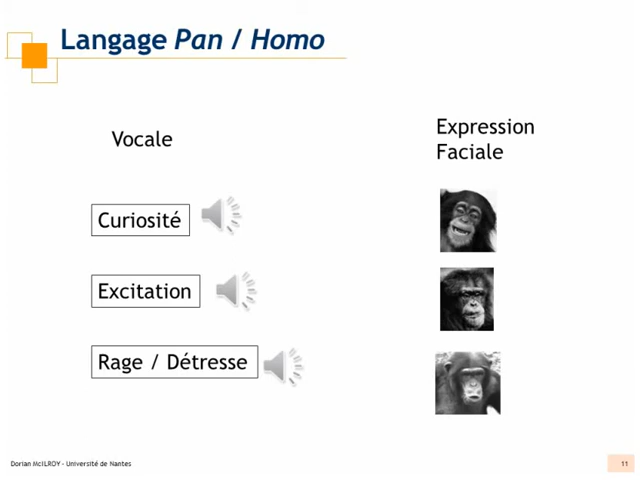 Langage Pan / Homo
Vocale
Expression
Faciale
Curiosité
Excitation
Rage / Détresse
Dorian McILROY - Université de Nantes
11